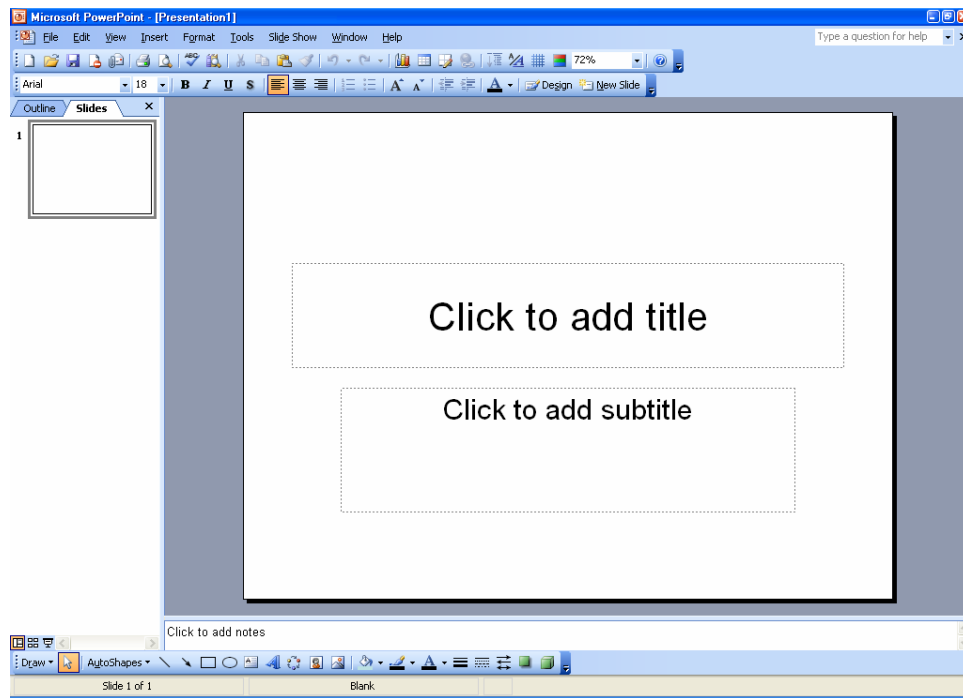 Microsoft PowerPoint - [Presentation1]
File Edit View Insert Format Tools Slide Show Window Help Type a question for help
72%
Arial 18 B I U S A A A Design New Slide
Outline Slides
1
Click to add title
Click to add subtitle
Click to add notes
Draw AutoShapes A
Slide 1 of 1 Blank